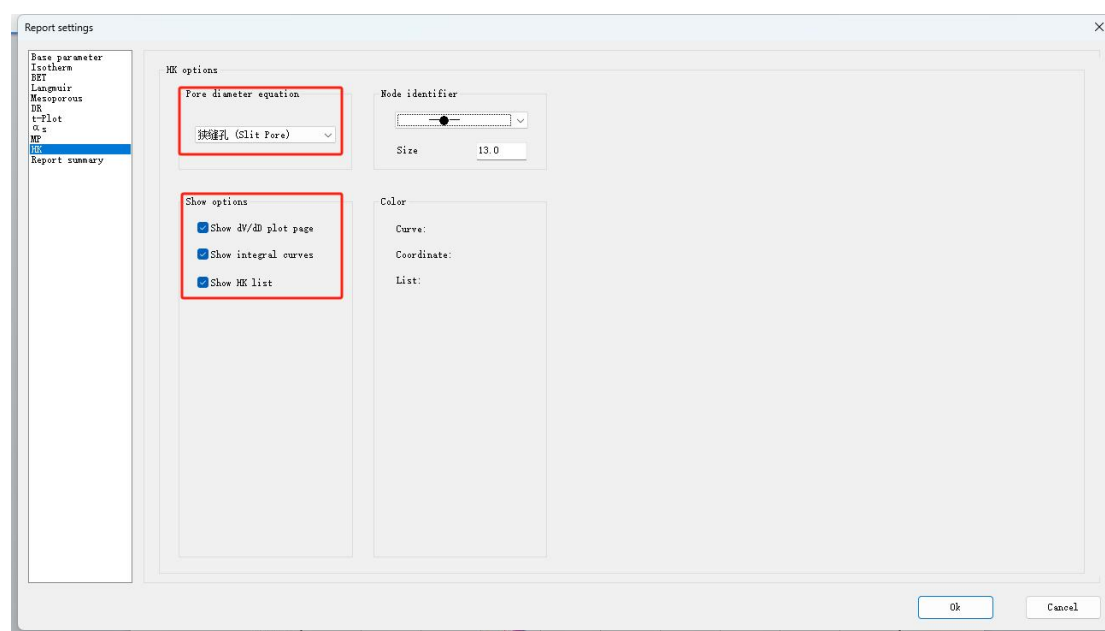 Report settings
Base parameter
Isotherm
BET
Langmuir
Mesoporous
DR
t-Plot
αs
MP
HK
Report summary
HK options
Pore diameter equation
狭缝孔 (Slit Pore)
Node identifier
Size 13.0
Show options
Show dV/dD plot page
Show integral curves
Show HK list
Color
Curve:
Coordinate:
List:
Ok
Cancel